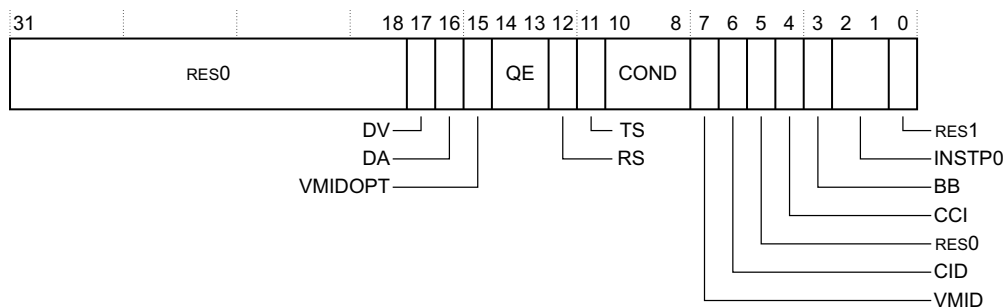 31 18 17 16 15 14 13 12 11 10 8 7 6 5 4 3 2 1 0
RES0 QE COND
DV TS RES1
DA RS INSTP0
VMIDOPT BB
CCI
RES0
CID
VMID